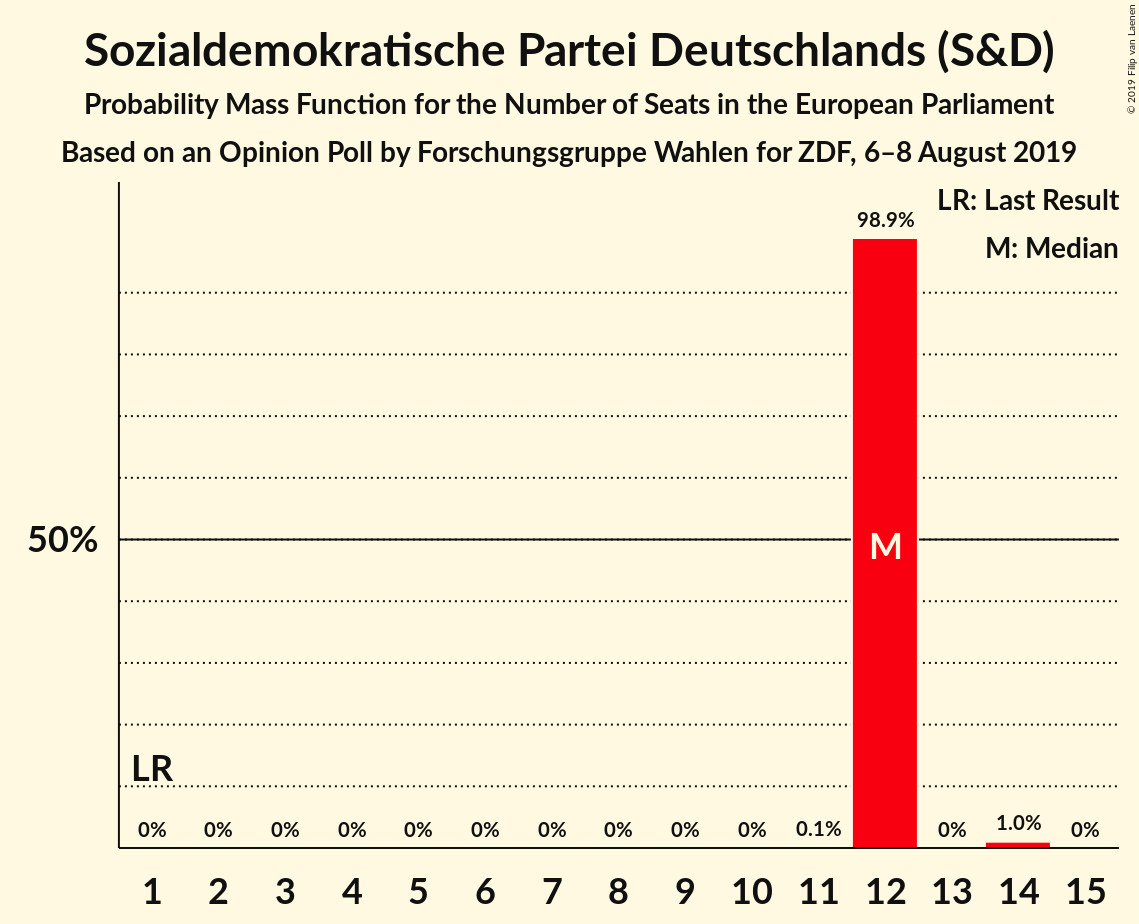 Sozialdemokratische Partei Deutschlands (S&D)
Probability Mass Function for the Number of Seats in the European Parliament
Based on an Opinion Poll by Forschungsgruppe Wahlen for ZDF, 6–8 August 2019
© 2019 Filip van Laenen
LR: Last Result
M: Median
98.9%
50%
M
LR
0% 0% 0% 0% 0% 0% 0% 0% 0% 0% 0.1% 0% 1.0% 0%
1 2 3 4 5 6 7 8 9 10 11 12 13 14 15